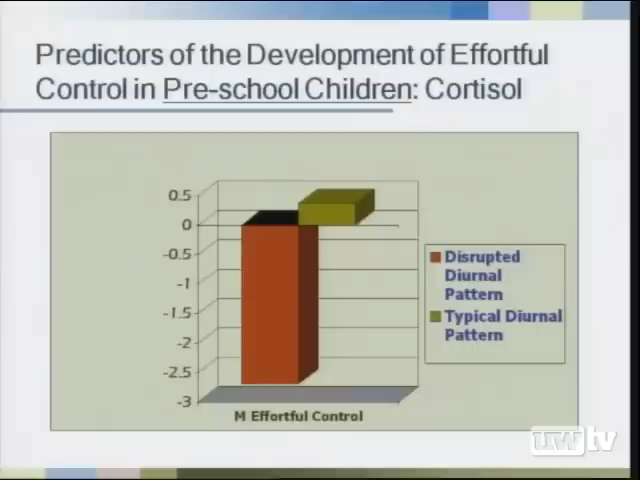 Predictors of the Development of Effortful
Control in Pre-school Children: Cortisol
0.5
0
-0.5
-1
-1.5
-2
-2.5
-3
M Effortful Control
Disrupted
Diurnal
Pattern
Typical Diurnal
Pattern
uwtv